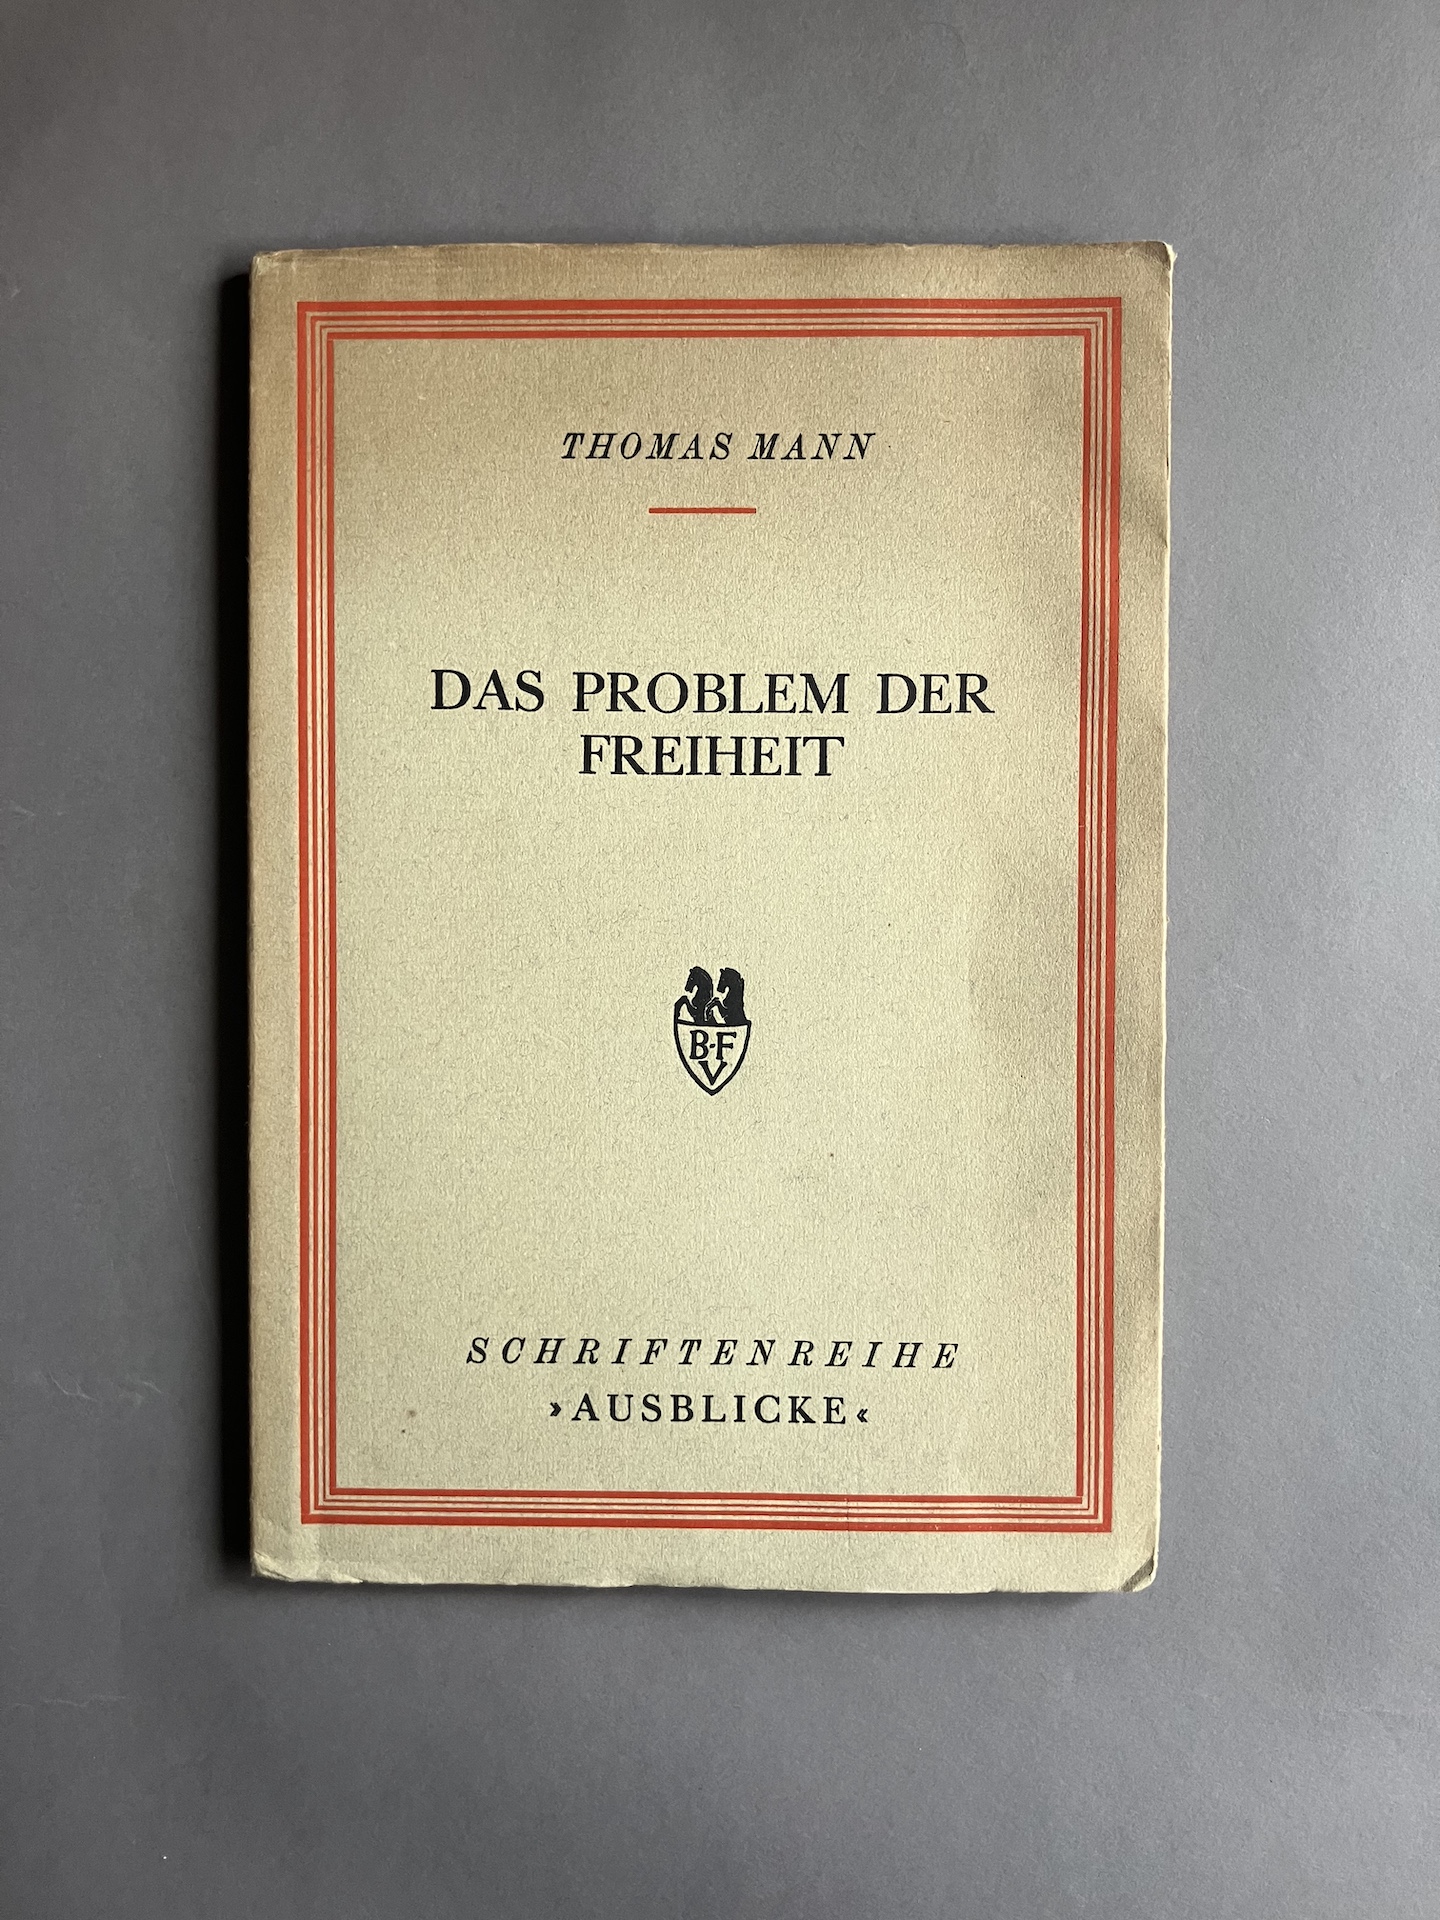 THOMAS MANN
DAS PROBLEM DER
FREIHEIT
B-F
V
SCHRIFTENREIHE
»AUSBLICKE«